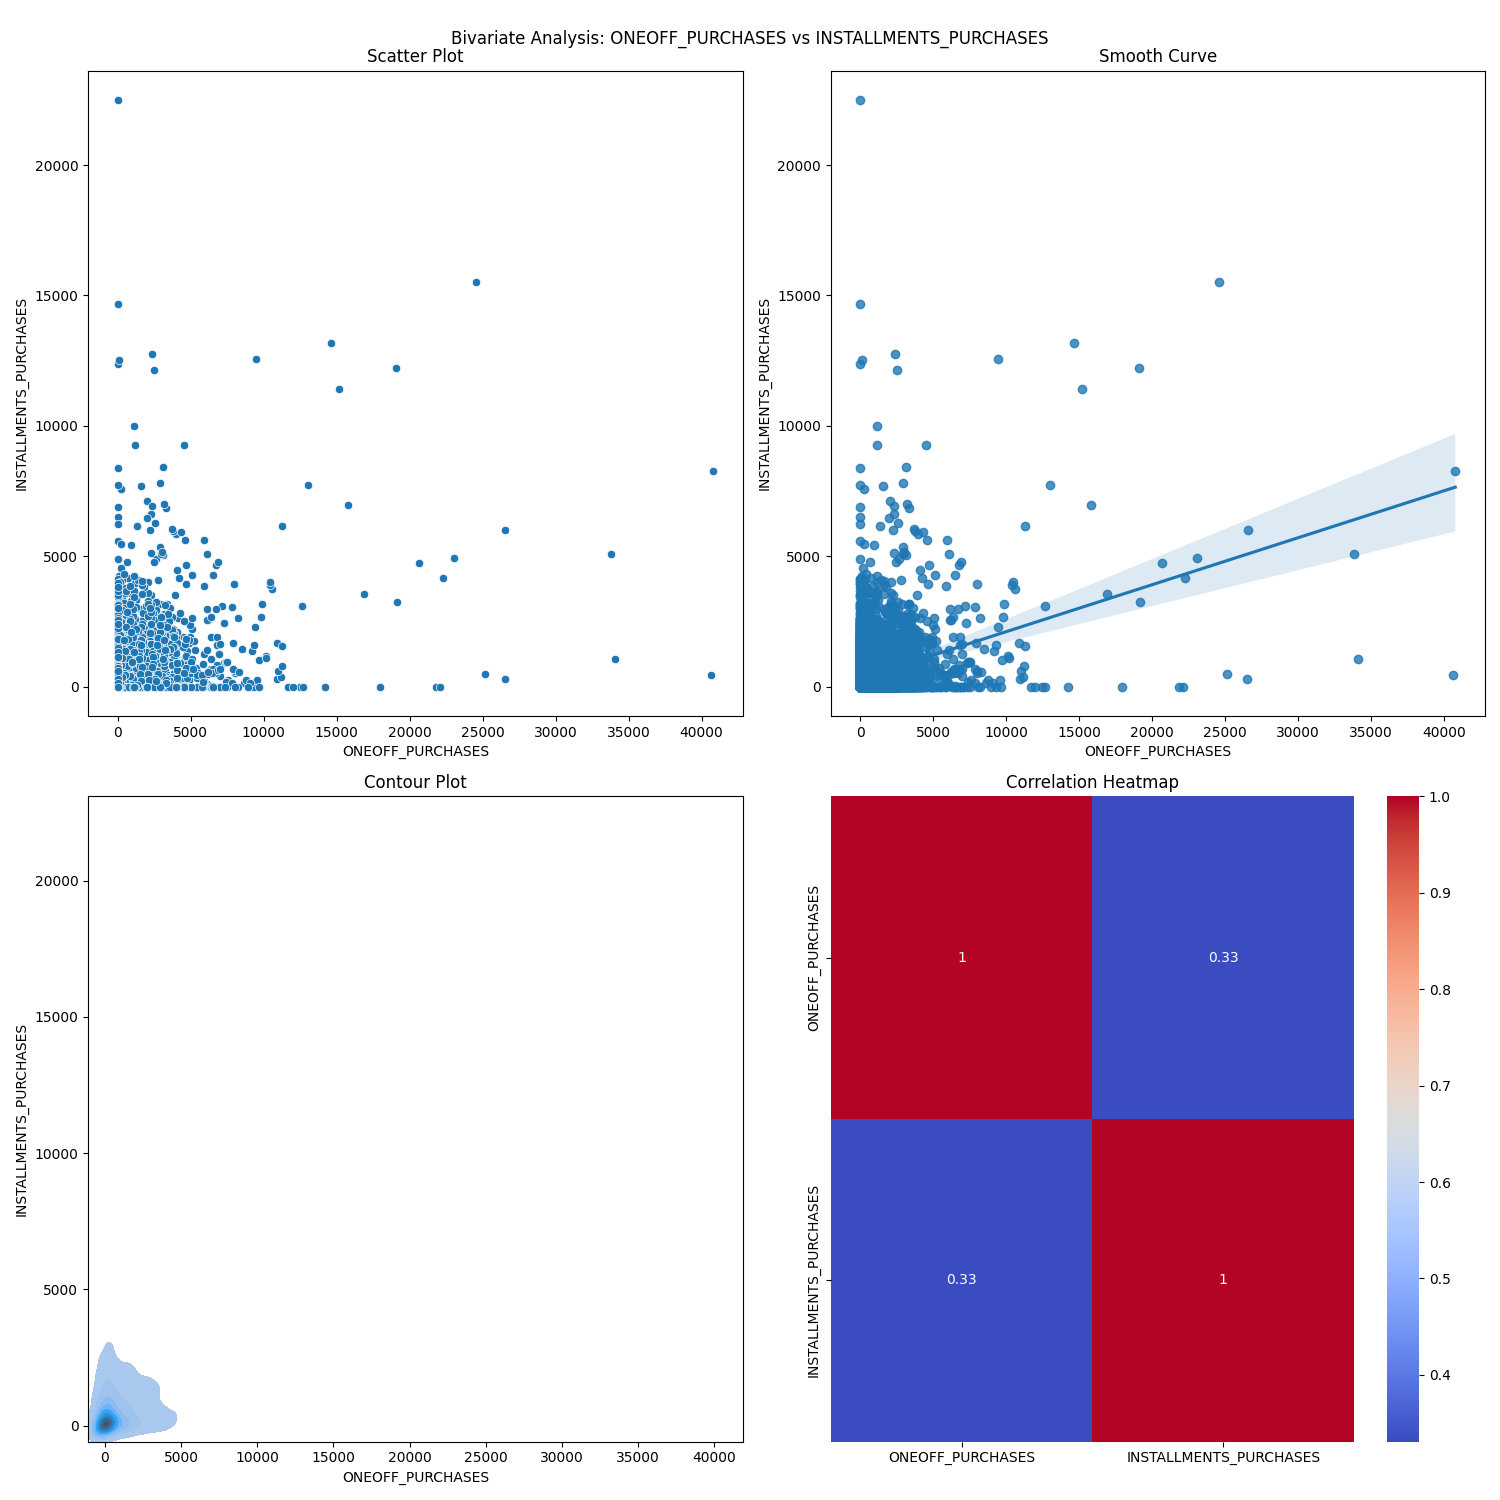 Bivariate Analysis: ONEOFF_PURCHASES vs INSTALLMENTS_PURCHASES
Scatter Plot
INSTALLMENTS_PURCHASES
20000
15000
10000
5000
0
0 5000 10000 15000 20000 25000 30000 35000 40000
ONEOFF_PURCHASES
Smooth Curve
INSTALLMENTS_PURCHASES
20000
15000
10000
5000
0
0 5000 10000 15000 20000 25000 30000 35000 40000
ONEOFF_PURCHASES
Contour Plot
INSTALLMENTS_PURCHASES
20000
15000
10000
5000
0
0 5000 10000 15000 20000 25000 30000 35000 40000
ONEOFF_PURCHASES
Correlation Heatmap
ONEOFF_PURCHASES
INSTALLMENTS_PURCHASES
1 0.33
0.33 1
ONEOFF_PURCHASES INSTALLMENTS_PURCHASES
1.0
0.9
0.8
0.7
0.6
0.5
0.4